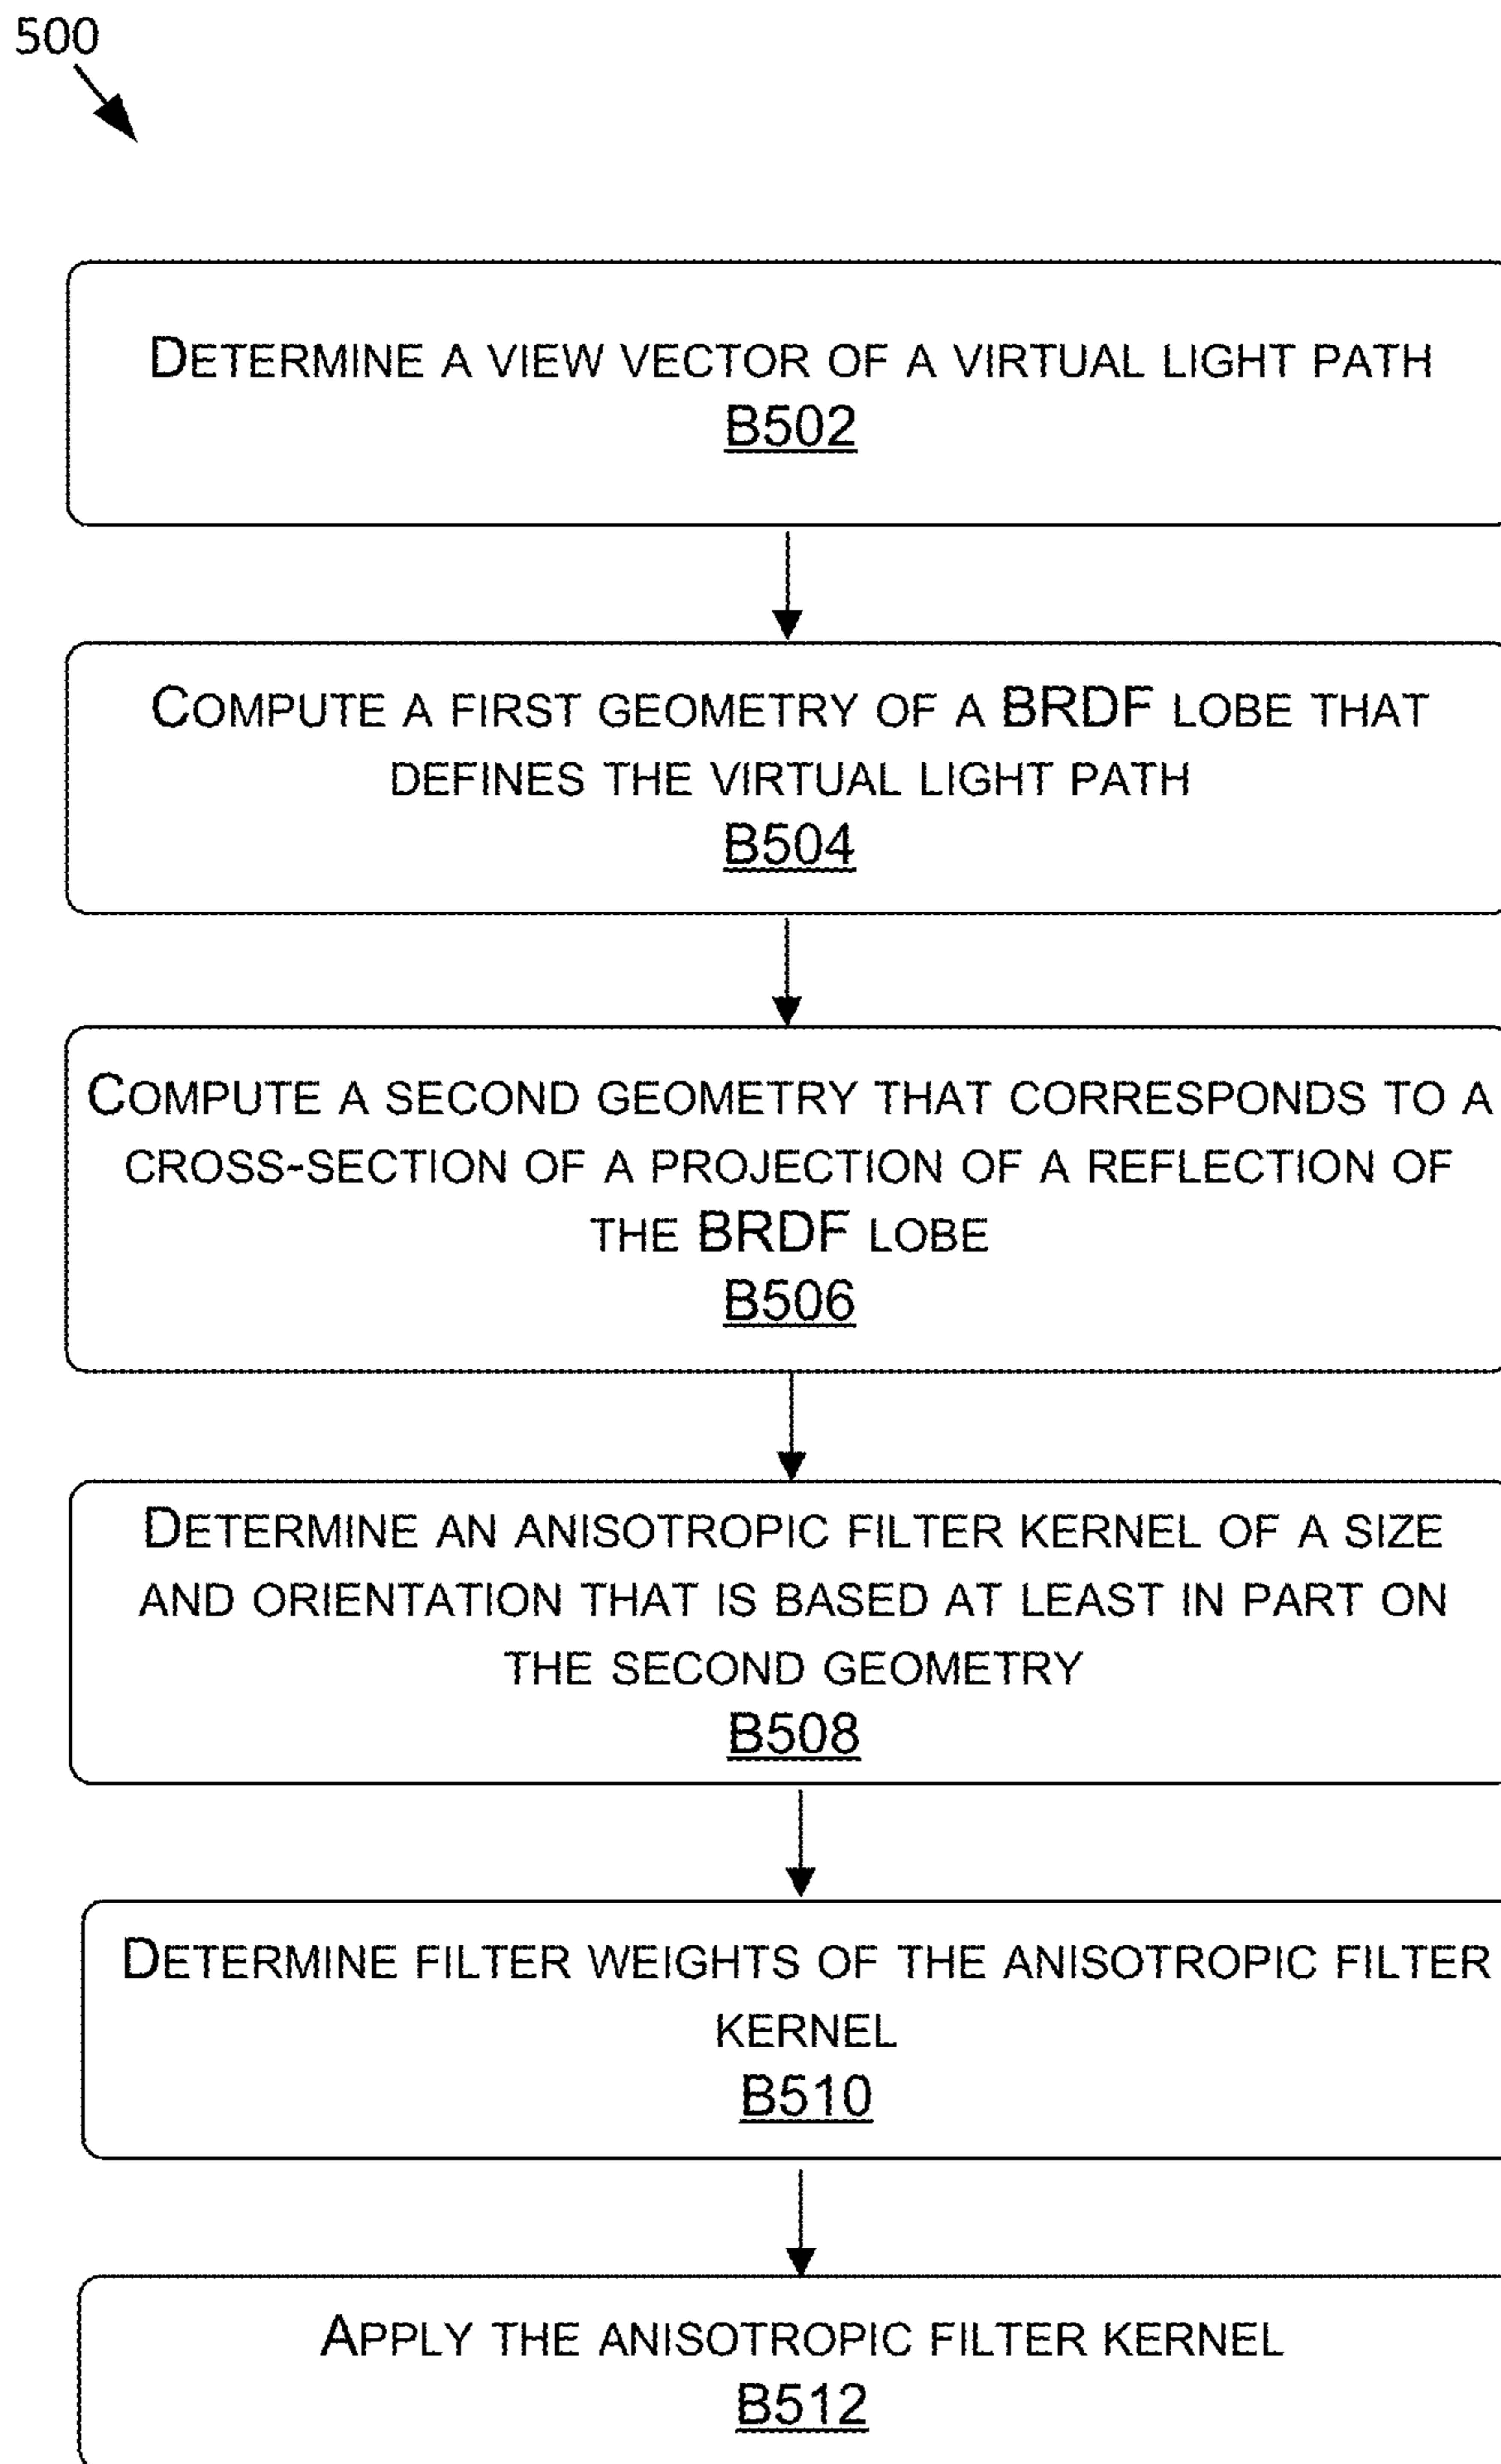 500
DETERMINE A VIEW VECTOR OF A VIRTUAL LIGHT PATH
B502
COMPUTE A FIRST GEOMETRY OF A BRDF LOBE THAT
DEFINES THE VIRTUAL LIGHT PATH
B504
COMPUTE A SECOND GEOMETRY THAT CORRESPONDS TO A
CROSS-SECTION OF A PROJECTION OF A REFLECTION OF
THE BRDF LOBE
B506
DETERMINE AN ANISOTROPIC FILTER KERNEL OF A SIZE
AND ORIENTATION THAT IS BASED AT LEAST IN PART ON
THE SECOND GEOMETRY
B508
DETERMINE FILTER WEIGHTS OF THE ANISOTROPIC FILTER
KERNEL
B510
APPLY THE ANISOTROPIC FILTER KERNEL
B512